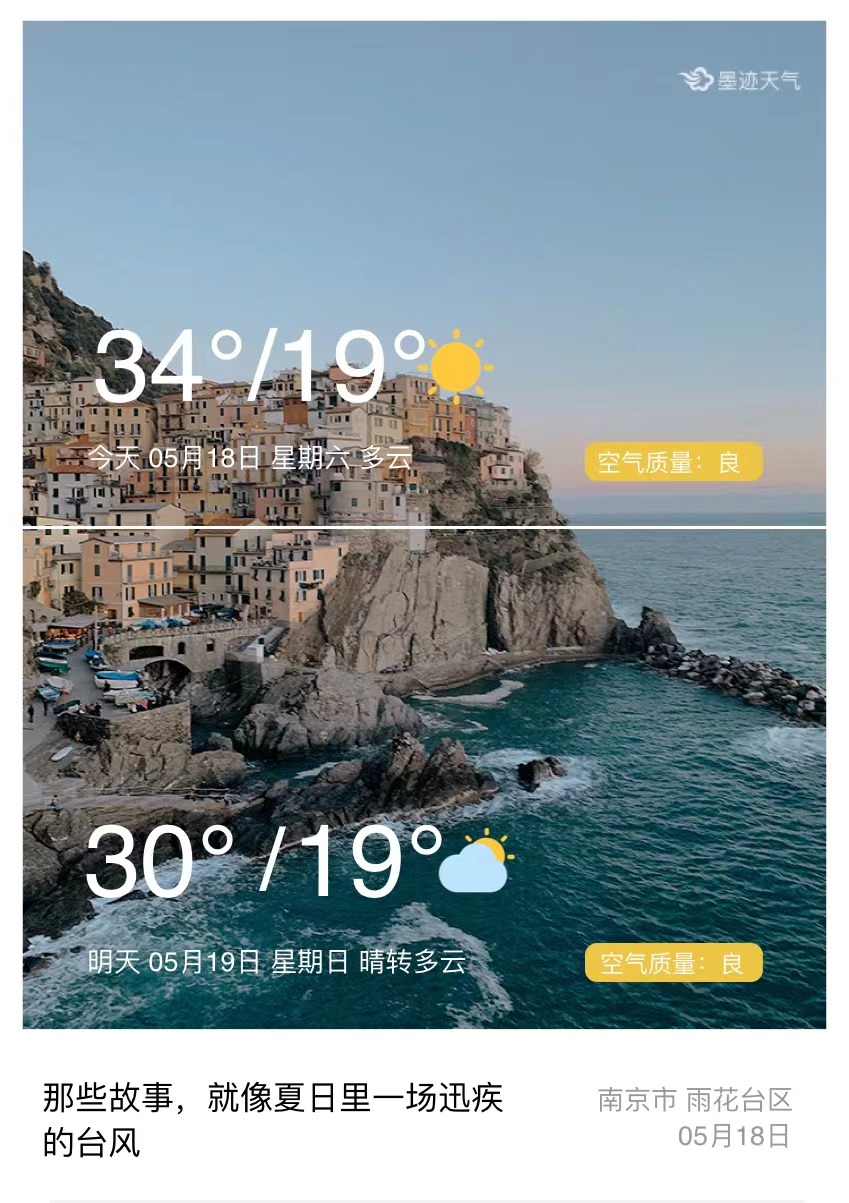 墨迹天气
34°/19°
今天 05月18日 星期六 多云
空气质量：良
30° /19°
明天 05月19日 星期日 晴转多云
空气质量：良
那些故事，就像夏日里一场迅疾
的台风
南京市 雨花台区
05月18日